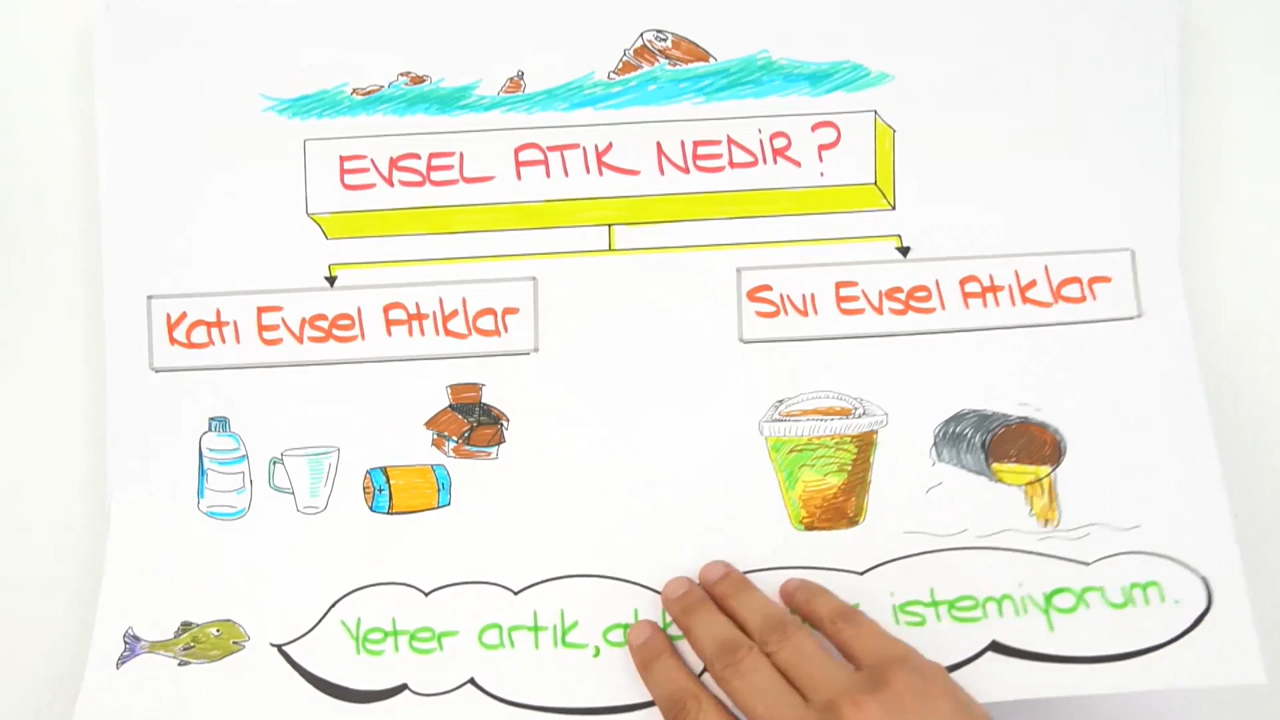 EVSEL ATIK NEDİR?
Katı Evsel Atıklar
Sıvı Evsel Atıklar
+ -
Yeter artık, istemiyorum.